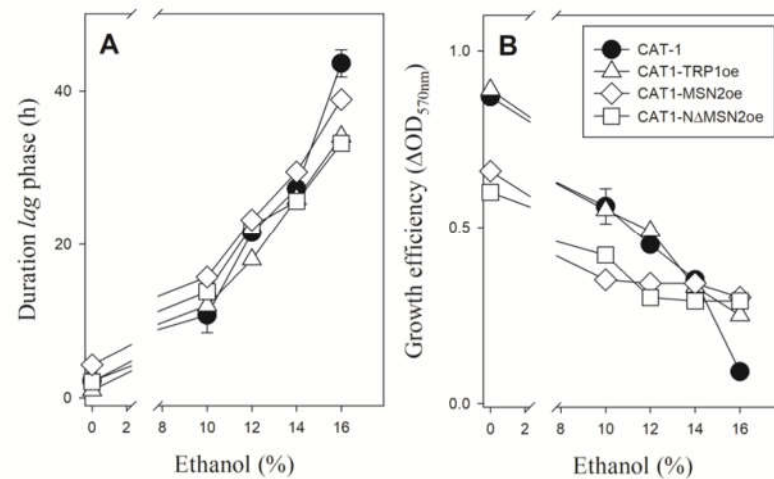 A
Duration lag phase (h)
40
20
0
0 2 8 10 12 14 16
Ethanol (%)
B
Growth efficiency (ΔOD570nm)
1.0
0.5
0.0
CAT-1
CAT1-TRP1oe
CAT1-MSN2oe
CAT1-NΔMSN2oe
0 2 8 10 12 14 16
Ethanol (%)